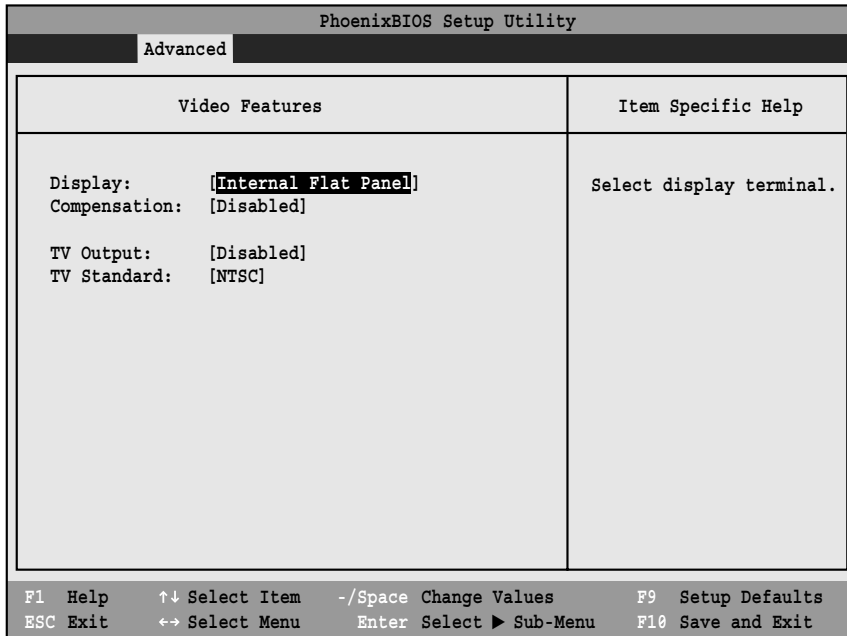 PhoenixBIOS Setup Utility
Advanced
Video Features
Item Specific Help
Display: [Internal Flat Panel]
Compensation: [Disabled]
TV Output: [Disabled]
TV Standard: [NTSC]
Select display terminal.
F1 Help ↑↓ Select Item -/Space Change Values F9 Setup Defaults
ESC Exit ←→ Select Menu Enter Select ▶ Sub-Menu F10 Save and Exit